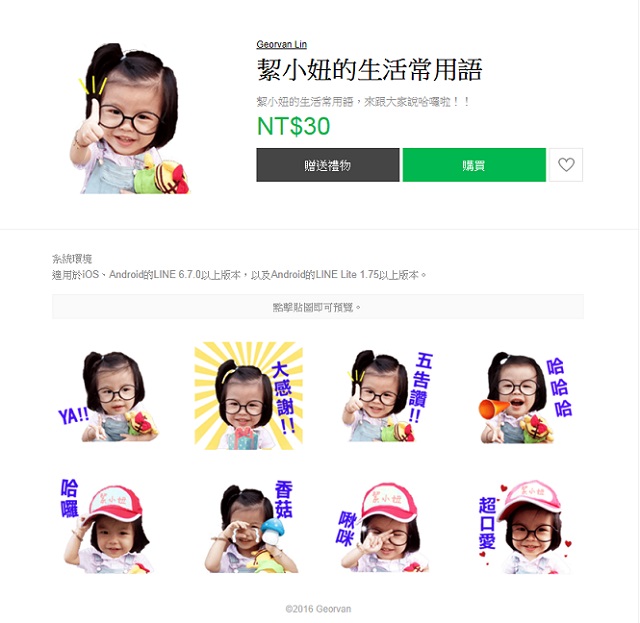 Georvan Lin
絜小妞的生活常用語
絜小妞的生活常用語，來跟大家說哈囉啦！！
NT$30
贈送禮物
購買
系統環境
適用於iOS、Android的LINE 6.7.0以上版本，以及Android的LINE Lite 1.75以上版本。
點擊貼圖即可預覽。
YA!!
大感謝!!
五告讚!!
哈哈哈
哈囉
絜小妞
香菇
啾咪
絜小妞
超口愛
絜小妞
©2016 Georvan